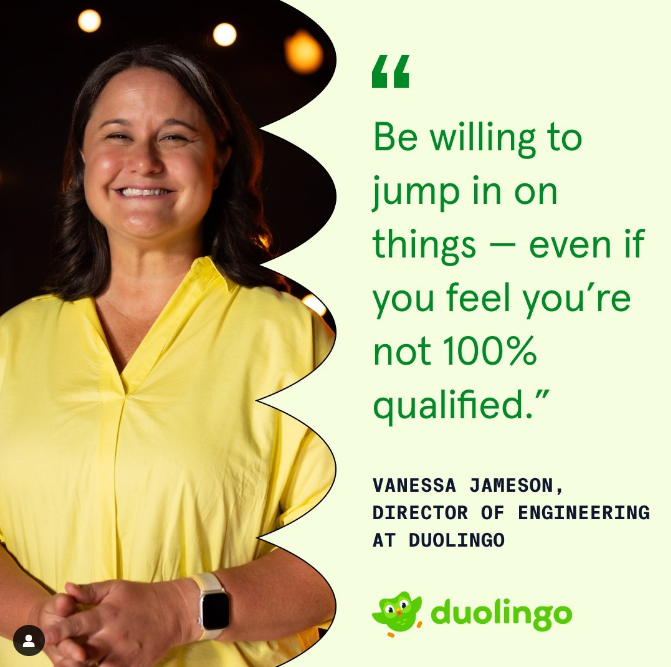 “
Be willing to
jump in on
things — even if
you feel you’re
not 100%
qualified.”
VANESSA JAMESON,
DIRECTOR OF ENGINEERING
AT DUOLINGO
duolingo